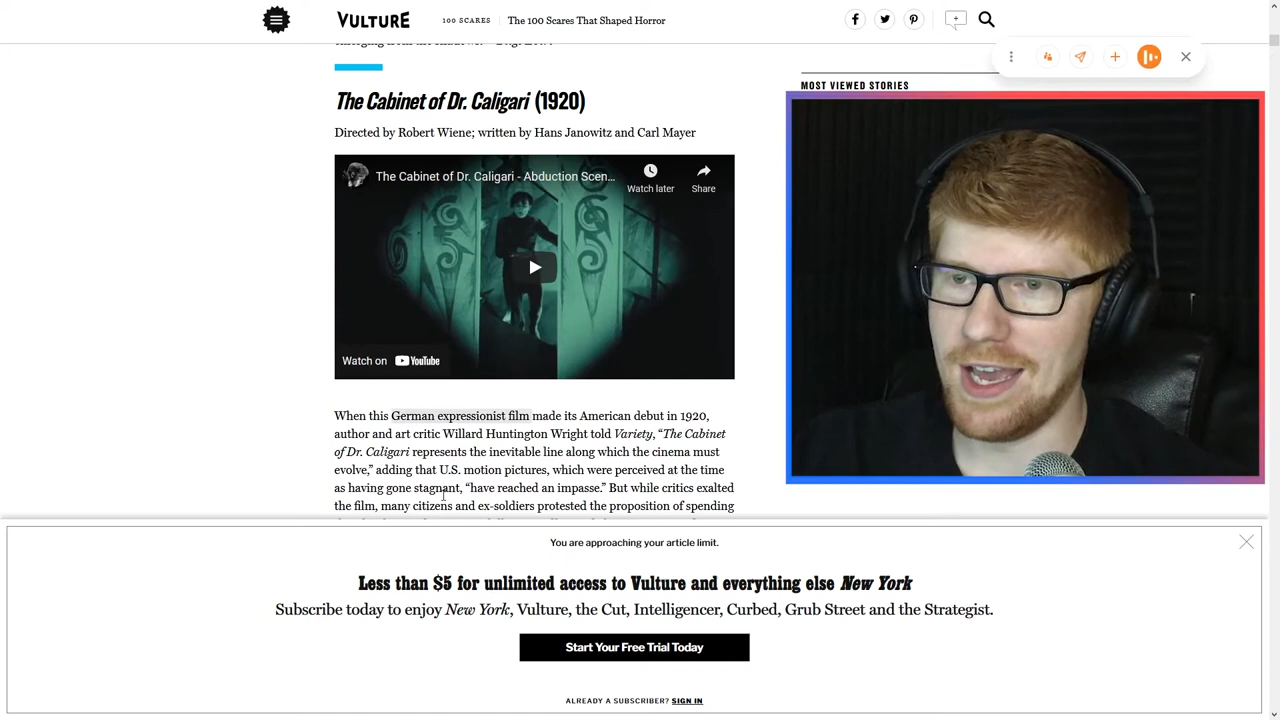 VULTURE
100 SCARES
The 100 Scares That Shaped Horror
MOST VIEWED STORIES
The Cabinet of Dr. Caligari (1920)
Directed by Robert Wiene; written by Hans Janowitz and Carl Mayer
The Cabinet of Dr. Caligari - Abduction Scen...
Watch later
Share
Watch on YouTube
When this German expressionist film made its American debut in 1920,
author and art critic Willard Huntington Wright told Variety, “The Cabinet
of Dr. Caligari represents the inevitable line along which the cinema must
evolve,” adding that U.S. motion pictures, which were perceived at the time
as having gone stagnant, “have reached an impasse.” But while critics exalted
the film, many citizens and ex-soldiers protested the proposition of spending
You are approaching your article limit.
Less than $5 for unlimited access to Vulture and everything else New York
Subscribe today to enjoy New York, Vulture, the Cut, Intelligencer, Curbed, Grub Street and the Strategist.
Start Your Free Trial Today
ALREADY A SUBSCRIBER? SIGN IN